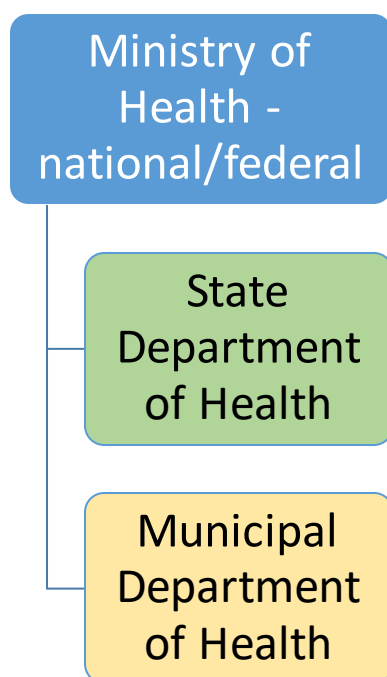 Ministry of
Health -
national/federal
State
Department
of Health
Municipal
Department
of Health